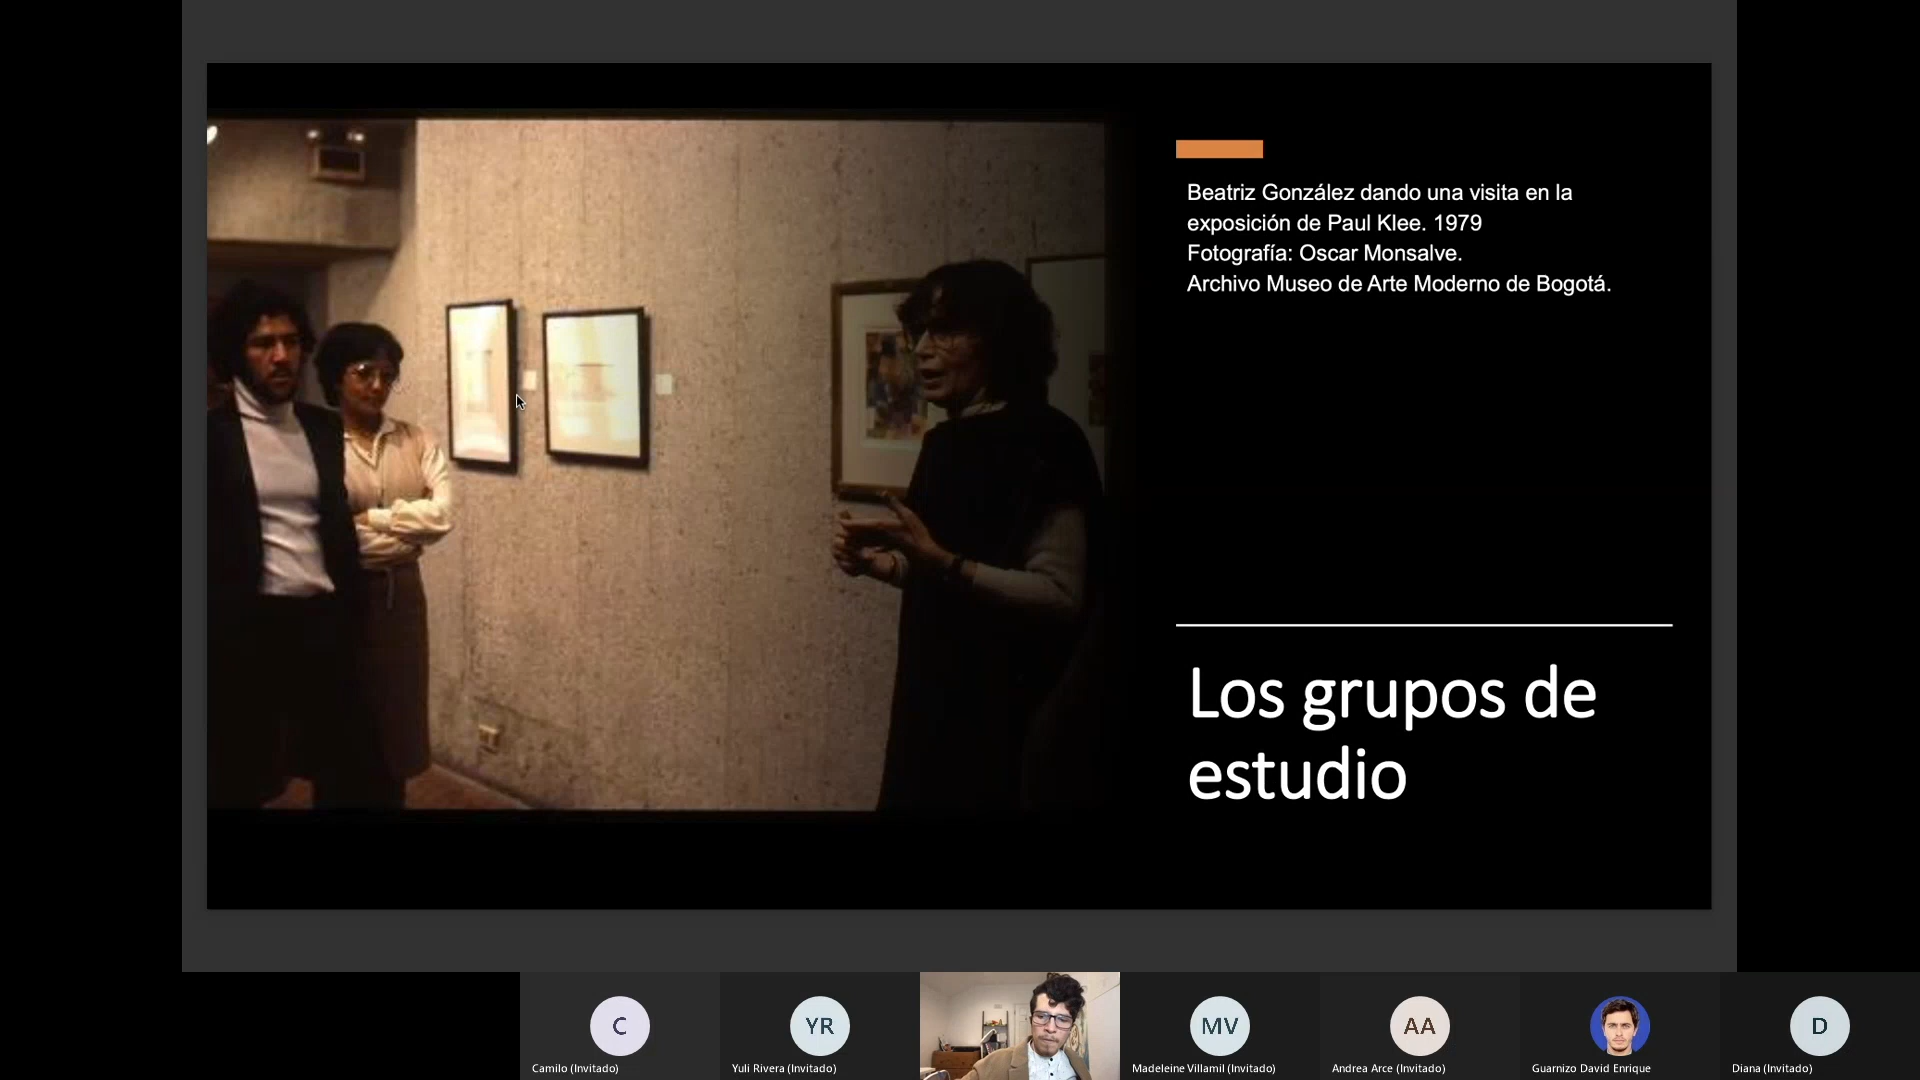 Beatriz González dando una visita en la
exposición de Paul Klee. 1979
Fotografía: Oscar Monsalve.
Archivo Museo de Arte Moderno de Bogotá.
Los grupos de
estudio
C
Camilo (Invitado)
YR
Yuli Rivera (Invitado)
MV
Madeleine Villamil (Invitado)
AA
Andrea Arce (Invitado)
Guarnizo David Enrique
D
Diana (Invitado)